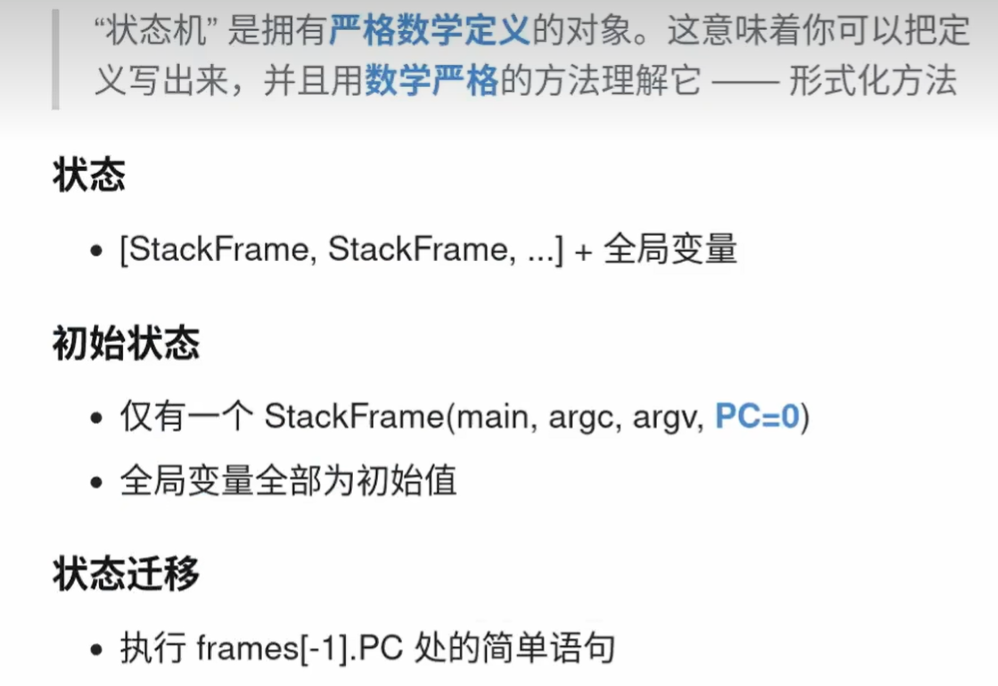 “状态机” 是拥有严格数学定义的对象。这意味着你可以把定
义写出来，并且用数学严格的方法理解它 —— 形式化方法
状态
• [StackFrame, StackFrame, ...] + 全局变量
初始状态
• 仅有一个 StackFrame(main, argc, argv, PC=0)
• 全局变量全部为初始值
状态迁移
• 执行 frames[-1].PC 处的简单语句